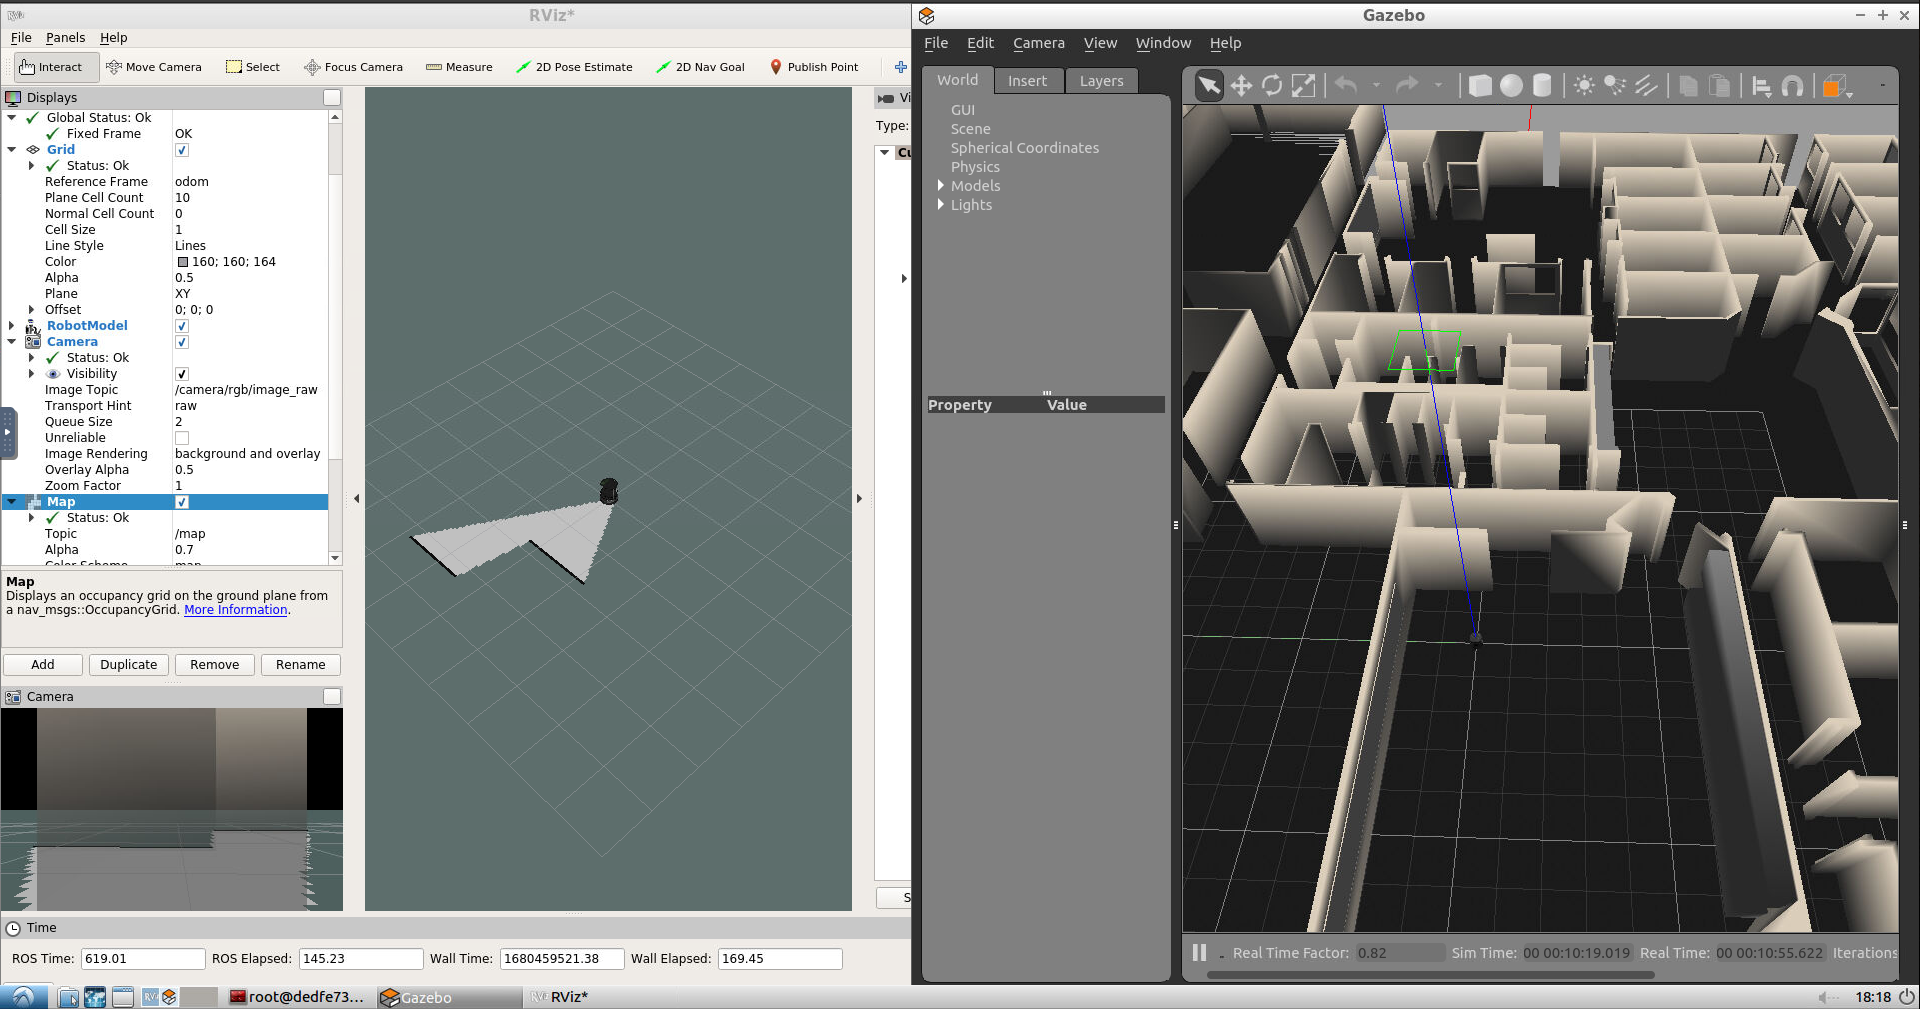 RViz*
File Panels Help
Interact Move Camera Select Focus Camera Measure 2D Pose Estimate 2D Nav Goal Publish Point
Displays
Global Status: Ok
Fixed Frame OK
Grid
Status: Ok
Reference Frame odom
Plane Cell Count 10
Normal Cell Count 0
Cell Size 1
Line Style Lines
Color 160; 160; 164
Alpha 0.5
Plane XY
Offset 0; 0; 0
RobotModel
Camera
Status: Ok
Visibility
Image Topic /camera/rgb/image_raw
Transport Hint raw
Queue Size 2
Unreliable
Image Rendering background and overlay
Overlay Alpha 0.5
Zoom Factor 1
Map
Status: Ok
Topic /map
Alpha 0.7
Color Scheme map
Map
Displays an occupancy grid on the ground plane from
a nav_msgs::OccupancyGrid. More Information.
Add Duplicate Remove Rename
Camera
Vi
Type:
Cu
S
Time
ROS Time: 619.01 ROS Elapsed: 145.23 Wall Time: 1680459521.38 Wall Elapsed: 169.45
Gazebo
File Edit Camera View Window Help
World Insert Layers
GUI
Scene
Spherical Coordinates
Physics
Models
Lights
Property Value
Real Time Factor: 0.82 Sim Time: 00 00:10:19.019 Real Time: 00 00:10:55.622 Iterations
root@dedfe73... Gazebo RViz* 18:18